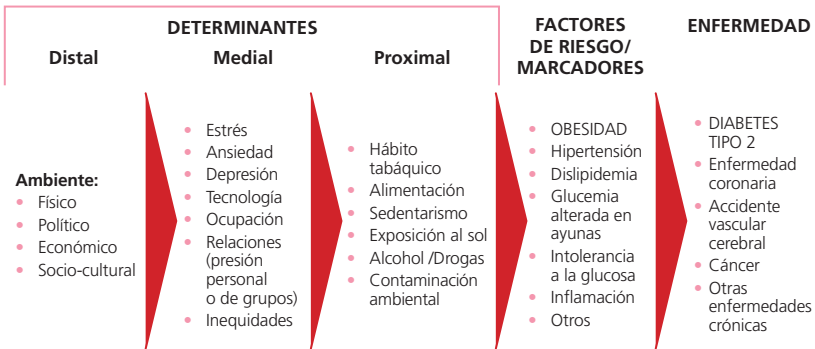 DETERMINANTES
Distal
Medial
Proximal
FACTORES
DE RIESGO/
MARCADORES
ENFERMEDAD
Ambiente:
• Físico
• Político
• Económico
• Socio-cultural
• Estrés
• Ansiedad
• Depresión
• Tecnología
• Ocupación
• Relaciones
(presión
personal
o de grupos)
• Inequidades
• Hábito
tabáquico
• Alimentación
• Sedentarismo
• Exposición al sol
• Alcohol /Drogas
• Contaminación
ambiental
• OBESIDAD
• Hipertensión
• Dislipidemia
• Glucemia
alterada en
ayunas
• Intolerancia
a la glucosa
• Inflamación
• Otros
• DIABETES
TIPO 2
• Enfermedad
coronaria
• Accidente
vascular
cerebral
• Cáncer
• Otras
enfermedades
crónicas